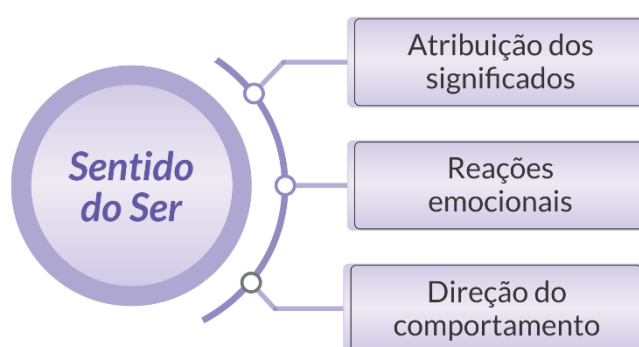 Sentido
do Ser
Atribuição dos
significados
Reações
emocionais
Direção do
comportamento